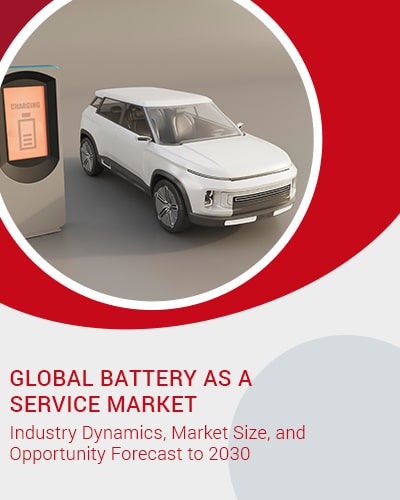 CHARGING
GLOBAL BATTERY AS A
SERVICE MARKET
Industry Dynamics, Market Size, and
Opportunity Forecast to 2030